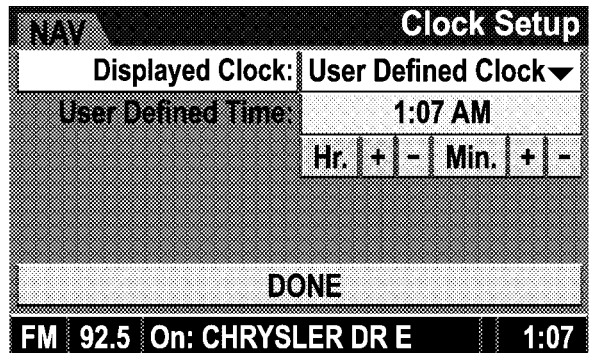 NAV Clock Setup
Displayed Clock: User Defined Clock
User Defined Time: 1:07 AM
Hr. + - Min. + -
DONE
FM 92.5 On: CHRYSLER DR E 1:07